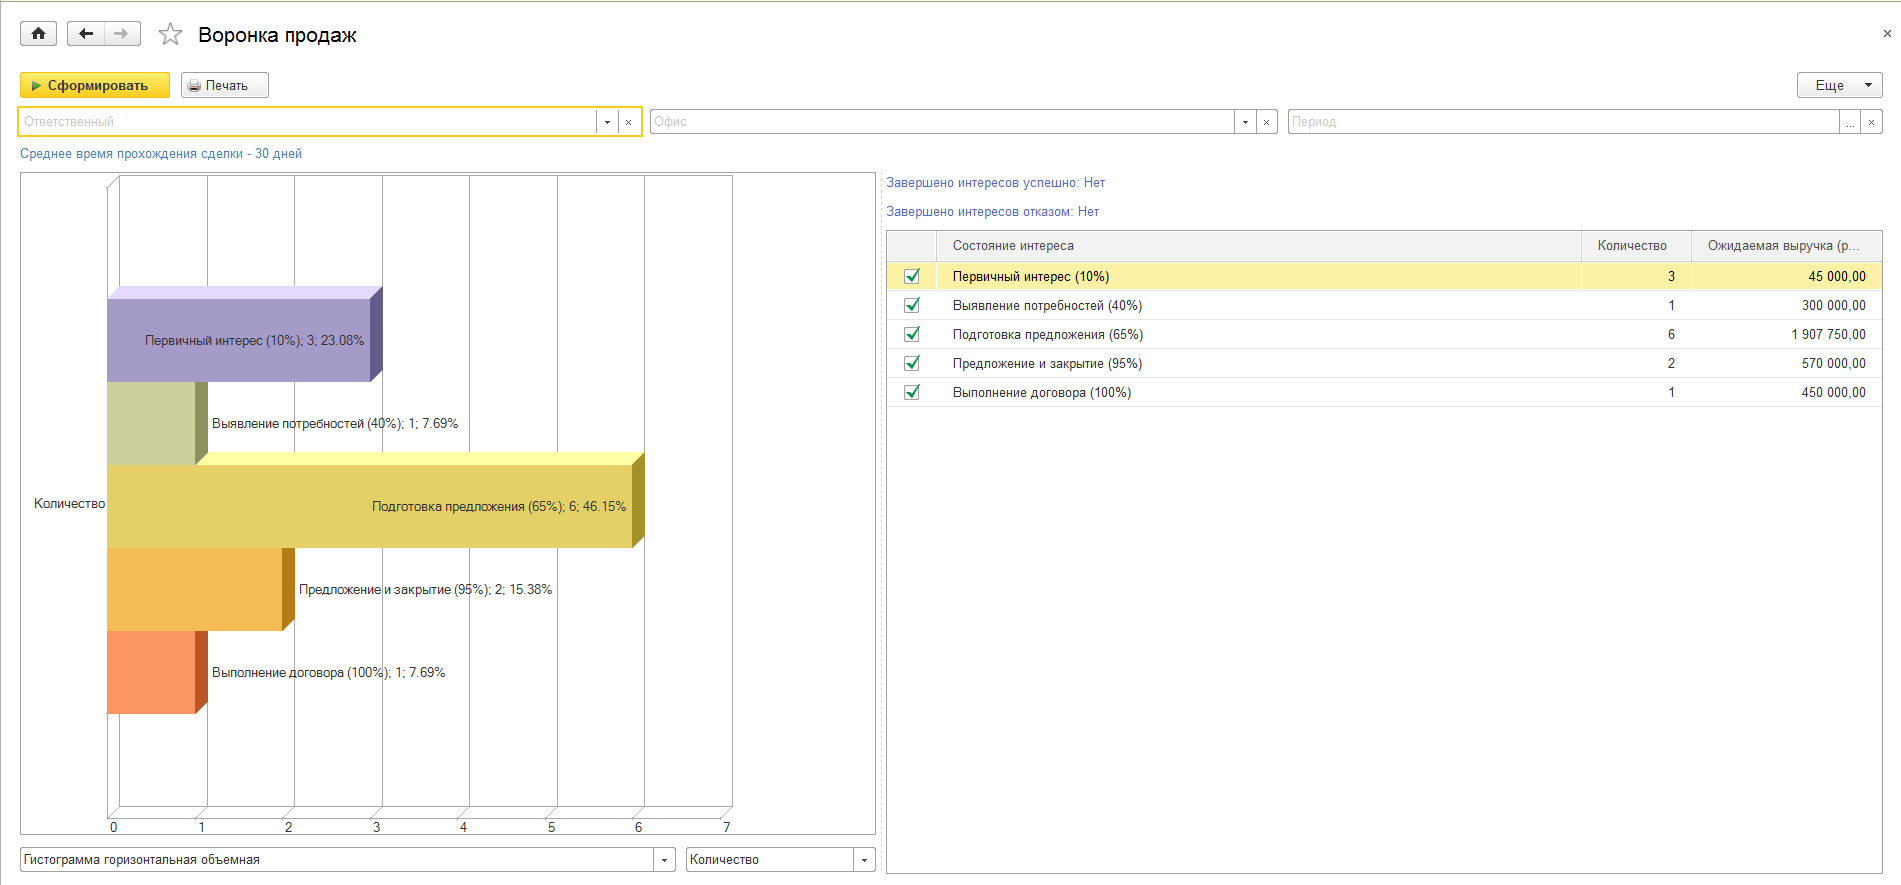 Воронка продаж
Сформировать
Печать
Еще
Ответственный
Офис
Период
...
Среднее время прохождения сделки - 30 дней
Первичный интерес (10%); 3; 23.08%
Выявление потребностей (40%); 1; 7.69%
Количество
Подготовка предложения (65%); 6; 46.15%
Предложение и закрытие (95%); 2; 15.38%
Выполнение договора (100%); 1; 7.69%
0 1 2 3 4 5 6 7
Гистограмма горизонтальная объемная
Количество
Завершено интересов успешно: Нет
Завершено интересов отказом: Нет
Состояние интереса Количество Ожидаемая выручка (р...
Первичный интерес (10%) 3 45 000,00
Выявление потребностей (40%) 1 300 000,00
Подготовка предложения (65%) 6 1 907 750,00
Предложение и закрытие (95%) 2 570 000,00
Выполнение договора (100%) 1 450 000,00